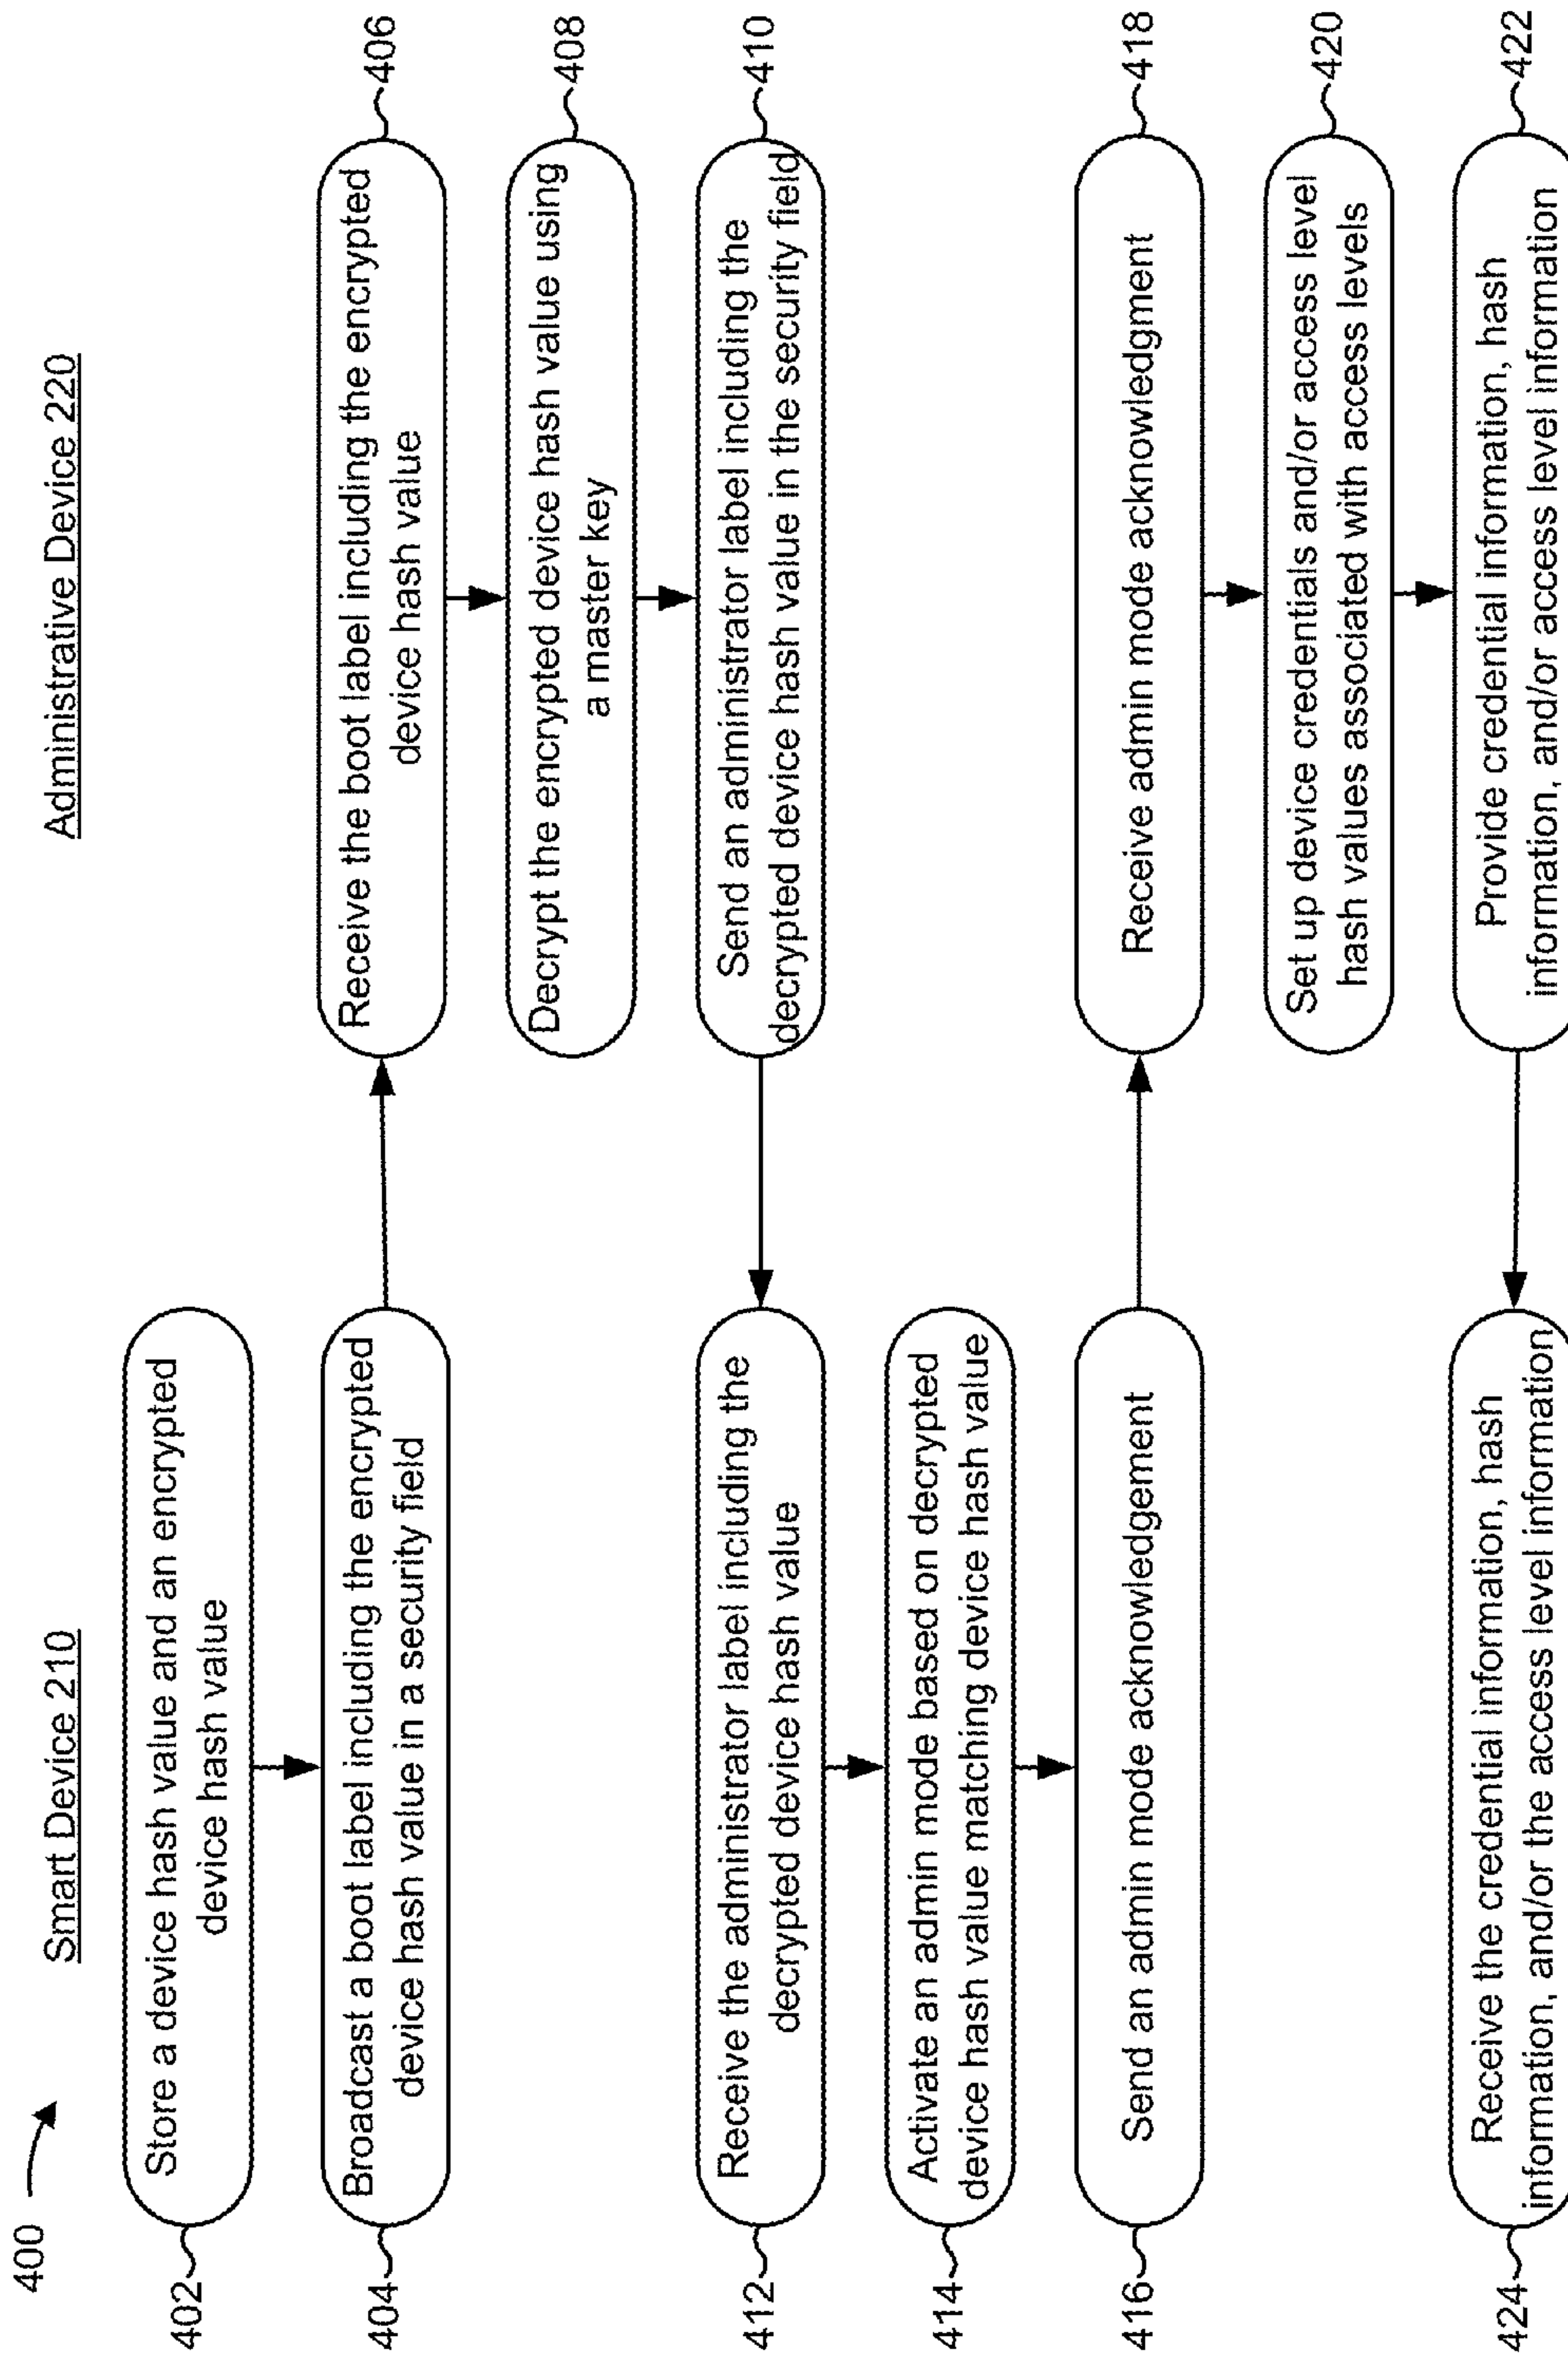 400
Smart Device 210
Administrative Device 220
402
Store a device hash value and an encrypted
device hash value
404
Broadcast a boot label including the encrypted
device hash value in a security field
Receive the boot label including the encrypted
device hash value
406
Decrypt the encrypted device hash value using
a master key
408
Send an administrator label including the
decrypted device hash value in the security field
410
412
Receive the administrator label including the
decrypted device hash value
414
Activate an admin mode based on decrypted
device hash value matching device hash value
416
Send an admin mode acknowledgement
Receive admin mode acknowledgment
418
Set up device credentials and/or access level
hash values associated with access levels
420
Provide credential information, hash
information, and/or access level information
422
424
Receive the credential information, hash
information, and/or the access level information